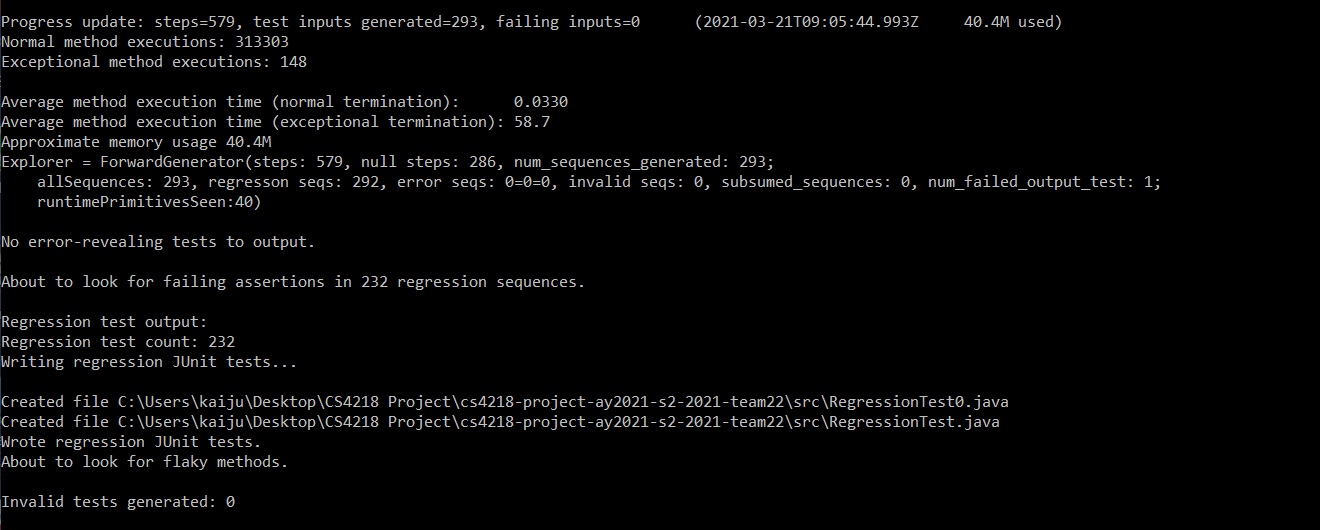 Progress update: steps=579, test inputs generated=293, failing inputs=0      (2021-03-21T09:05:44.993Z     40.4M used)
Normal method executions: 313303
Exceptional method executions: 148
Average method execution time (normal termination):      0.0330
Average method execution time (exceptional termination): 58.7
Approximate memory usage 40.4M
Explorer = ForwardGenerator(steps: 579, null steps: 286, num_sequences_generated: 293;
    allSequences: 293, regresson seqs: 292, error seqs: 0=0=0, invalid seqs: 0, subsumed_sequences: 0, num_failed_output_test: 1;
    runtimePrimitivesSeen:40)
No error-revealing tests to output.
About to look for failing assertions in 232 regression sequences.
Regression test output:
Regression test count: 232
Writing regression JUnit tests...
Created file C:\Users\kaiju\Desktop\CS4218 Project\cs4218-project-ay2021-s2-2021-team22\src\RegressionTest0.java
Created file C:\Users\kaiju\Desktop\CS4218 Project\cs4218-project-ay2021-s2-2021-team22\src\RegressionTest.java
Wrote regression JUnit tests.
About to look for flaky methods.
Invalid tests generated: 0